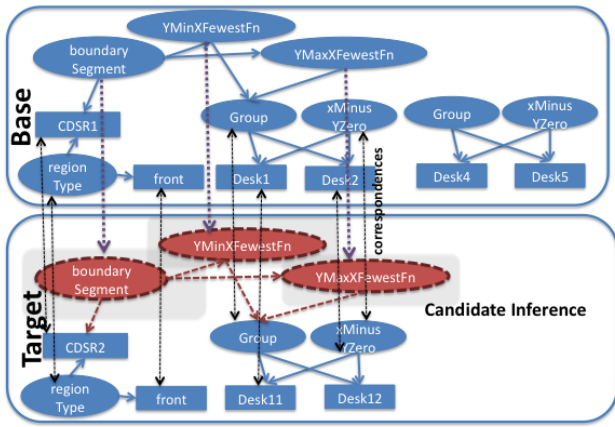 YMinXFewestFn
boundary
Segment
YMaxXFewestFn
Base
CDSR1
Group
xMinus
YZero
Group
xMinus
YZero
region
Type
front
Desk1
Desk2
Desk4
Desk5
correspondences
YMinXFewestFn
boundary
Segment
YMaxXFewestFn
Candidate Inference
Target
CDSR2
Group
xMinus
YZero
region
Type
front
Desk11
Desk12